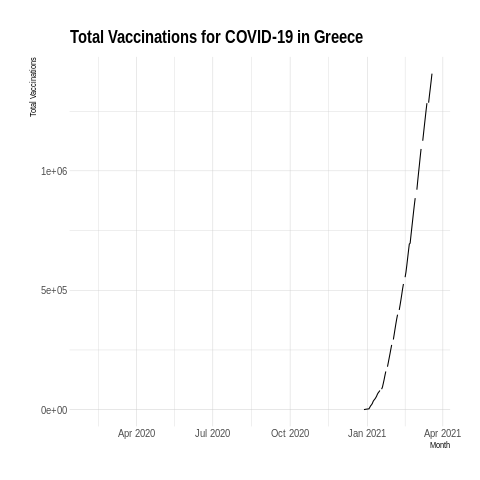 Total Vaccinations for COVID-19 in Greece
Total Vaccinations
1e+06
5e+05
0e+00
Apr 2020 Jul 2020 Oct 2020 Jan 2021 Apr 2021
Month